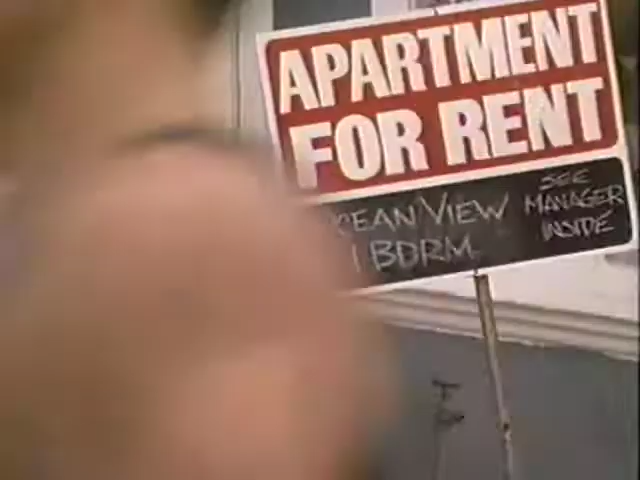 APARTMENT
FOR RENT
CEAN VIEW
1 BDRM.
SEE
MANAGER
INSIDE